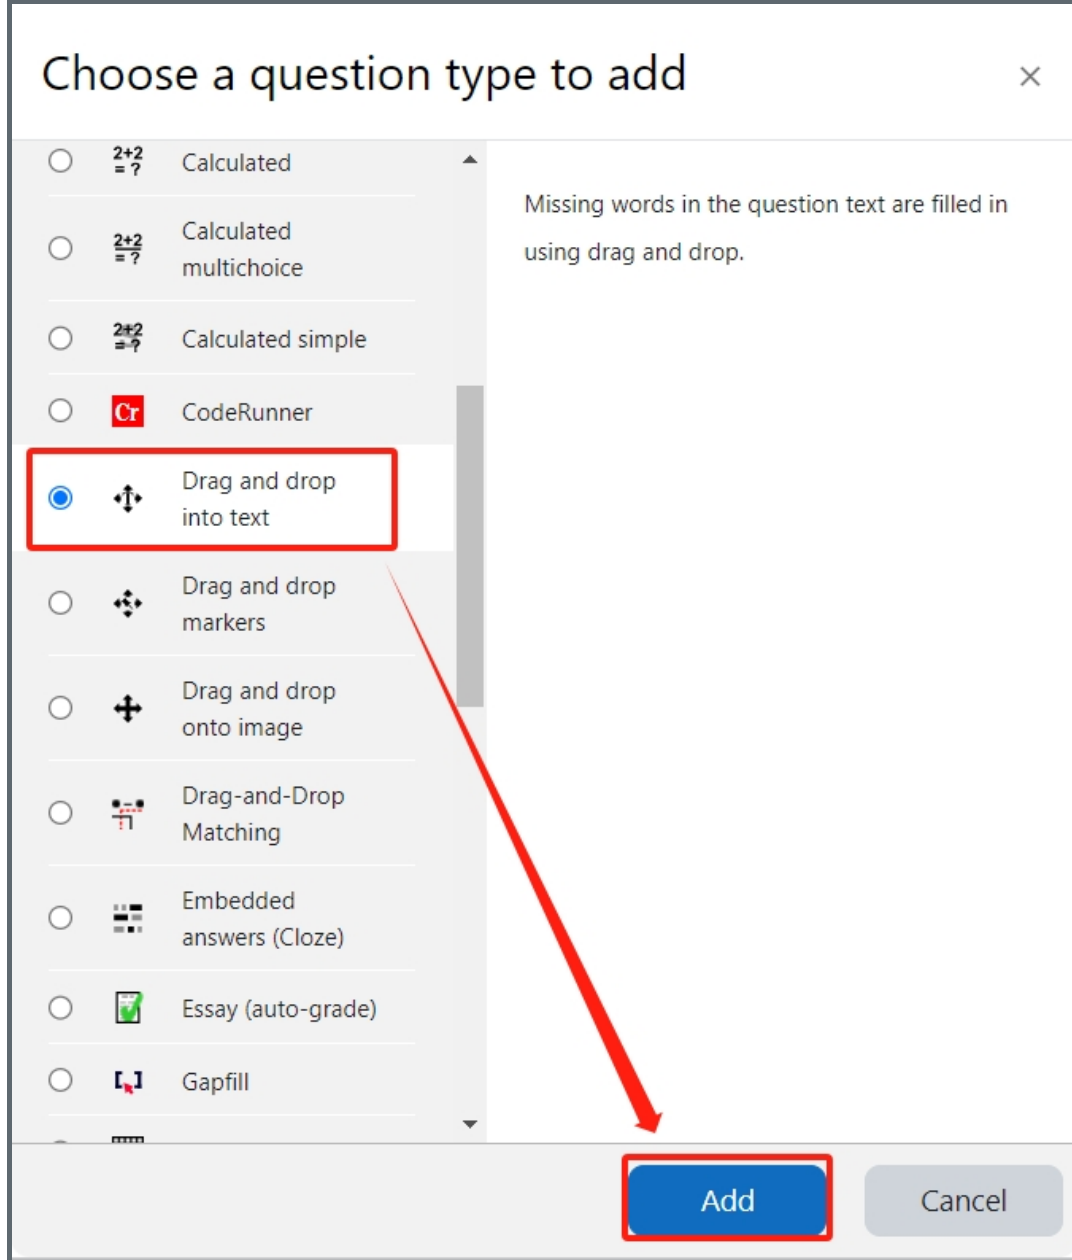 Choose a question type to add
×
2+2
= ?
Calculated
2+2
= ?
Calculated
multichoice
2+2
= ?
Calculated simple
Cr
CodeRunner
Drag and drop
into text
Drag and drop
markers
Drag and drop
onto image
Drag-and-Drop
Matching
Embedded
answers (Cloze)
Essay (auto-grade)
Gapfill
Missing words in the question text are filled in
using drag and drop.
Add
Cancel